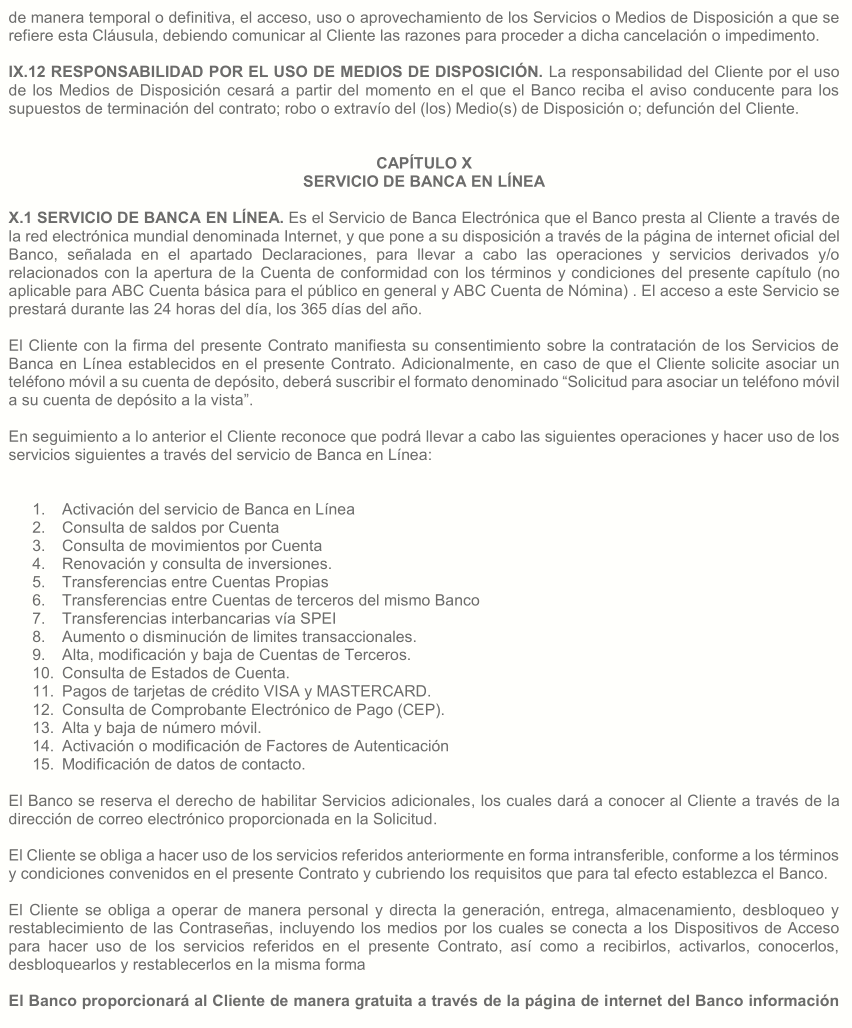 de manera temporal o definitiva, el acceso, uso o aprovechamiento de los Servicios o Medios de Disposición a que se
refiere esta Cláusula, debiendo comunicar al Cliente las razones para proceder a dicha cancelación o impedimento.
IX.12 RESPONSABILIDAD POR EL USO DE MEDIOS DE DISPOSICIÓN. La responsabilidad del Cliente por el uso
de los Medios de Disposición cesará a partir del momento en el que el Banco reciba el aviso conducente para los
supuestos de terminación del contrato; robo o extravío del (los) Medio(s) de Disposición o; defunción del Cliente.
CAPÍTULO X
SERVICIO DE BANCA EN LÍNEA
X.1 SERVICIO DE BANCA EN LÍNEA. Es el Servicio de Banca Electrónica que el Banco presta al Cliente a través de
la red electrónica mundial denominada Internet, y que pone a su disposición a través de la página de internet oficial del
Banco, señalada en el apartado Declaraciones, para llevar a cabo las operaciones y servicios derivados y/o
relacionados con la apertura de la Cuenta de conformidad con los términos y condiciones del presente capítulo (no
aplicable para ABC Cuenta básica para el público en general y ABC Cuenta de Nómina) . El acceso a este Servicio se
prestará durante las 24 horas del día, los 365 días del año.
El Cliente con la firma del presente Contrato manifiesta su consentimiento sobre la contratación de los Servicios de
Banca en Línea establecidos en el presente Contrato. Adicionalmente, en caso de que el Cliente solicite asociar un
teléfono móvil a su cuenta de depósito, deberá suscribir el formato denominado “Solicitud para asociar un teléfono móvil
a su cuenta de depósito a la vista”.
En seguimiento a lo anterior el Cliente reconoce que podrá llevar a cabo las siguientes operaciones y hacer uso de los
servicios siguientes a través del servicio de Banca en Línea:
1. Activación del servicio de Banca en Línea
2. Consulta de saldos por Cuenta
3. Consulta de movimientos por Cuenta
4. Renovación y consulta de inversiones.
5. Transferencias entre Cuentas Propias
6. Transferencias entre Cuentas de terceros del mismo Banco
7. Transferencias interbancarias vía SPEI
8. Aumento o disminución de limites transaccionales.
9. Alta, modificación y baja de Cuentas de Terceros.
10. Consulta de Estados de Cuenta.
11. Pagos de tarjetas de crédito VISA y MASTERCARD.
12. Consulta de Comprobante Electrónico de Pago (CEP).
13. Alta y baja de número móvil.
14. Activación o modificación de Factores de Autenticación
15. Modificación de datos de contacto.
El Banco se reserva el derecho de habilitar Servicios adicionales, los cuales dará a conocer al Cliente a través de la
dirección de correo electrónico proporcionada en la Solicitud.
El Cliente se obliga a hacer uso de los servicios referidos anteriormente en forma intransferible, conforme a los términos
y condiciones convenidos en el presente Contrato y cubriendo los requisitos que para tal efecto establezca el Banco.
El Cliente se obliga a operar de manera personal y directa la generación, entrega, almacenamiento, desbloqueo y
restablecimiento de las Contraseñas, incluyendo los medios por los cuales se conecta a los Dispositivos de Acceso
para hacer uso de los servicios referidos en el presente Contrato, así como a recibirlos, activarlos, conocerlos,
desbloquearlos y restablecerlos en la misma forma
El Banco proporcionará al Cliente de manera gratuita a través de la página de internet del Banco información